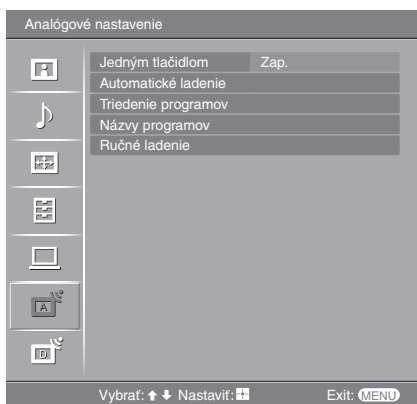 Analógové nastavenie
Jedným tlačidlom Zap.
Automatické ladenie
Triedenie programov
Názvy programov
Ručné ladenie
A
D
Vybrať: Nastaviť: Exit: MENU